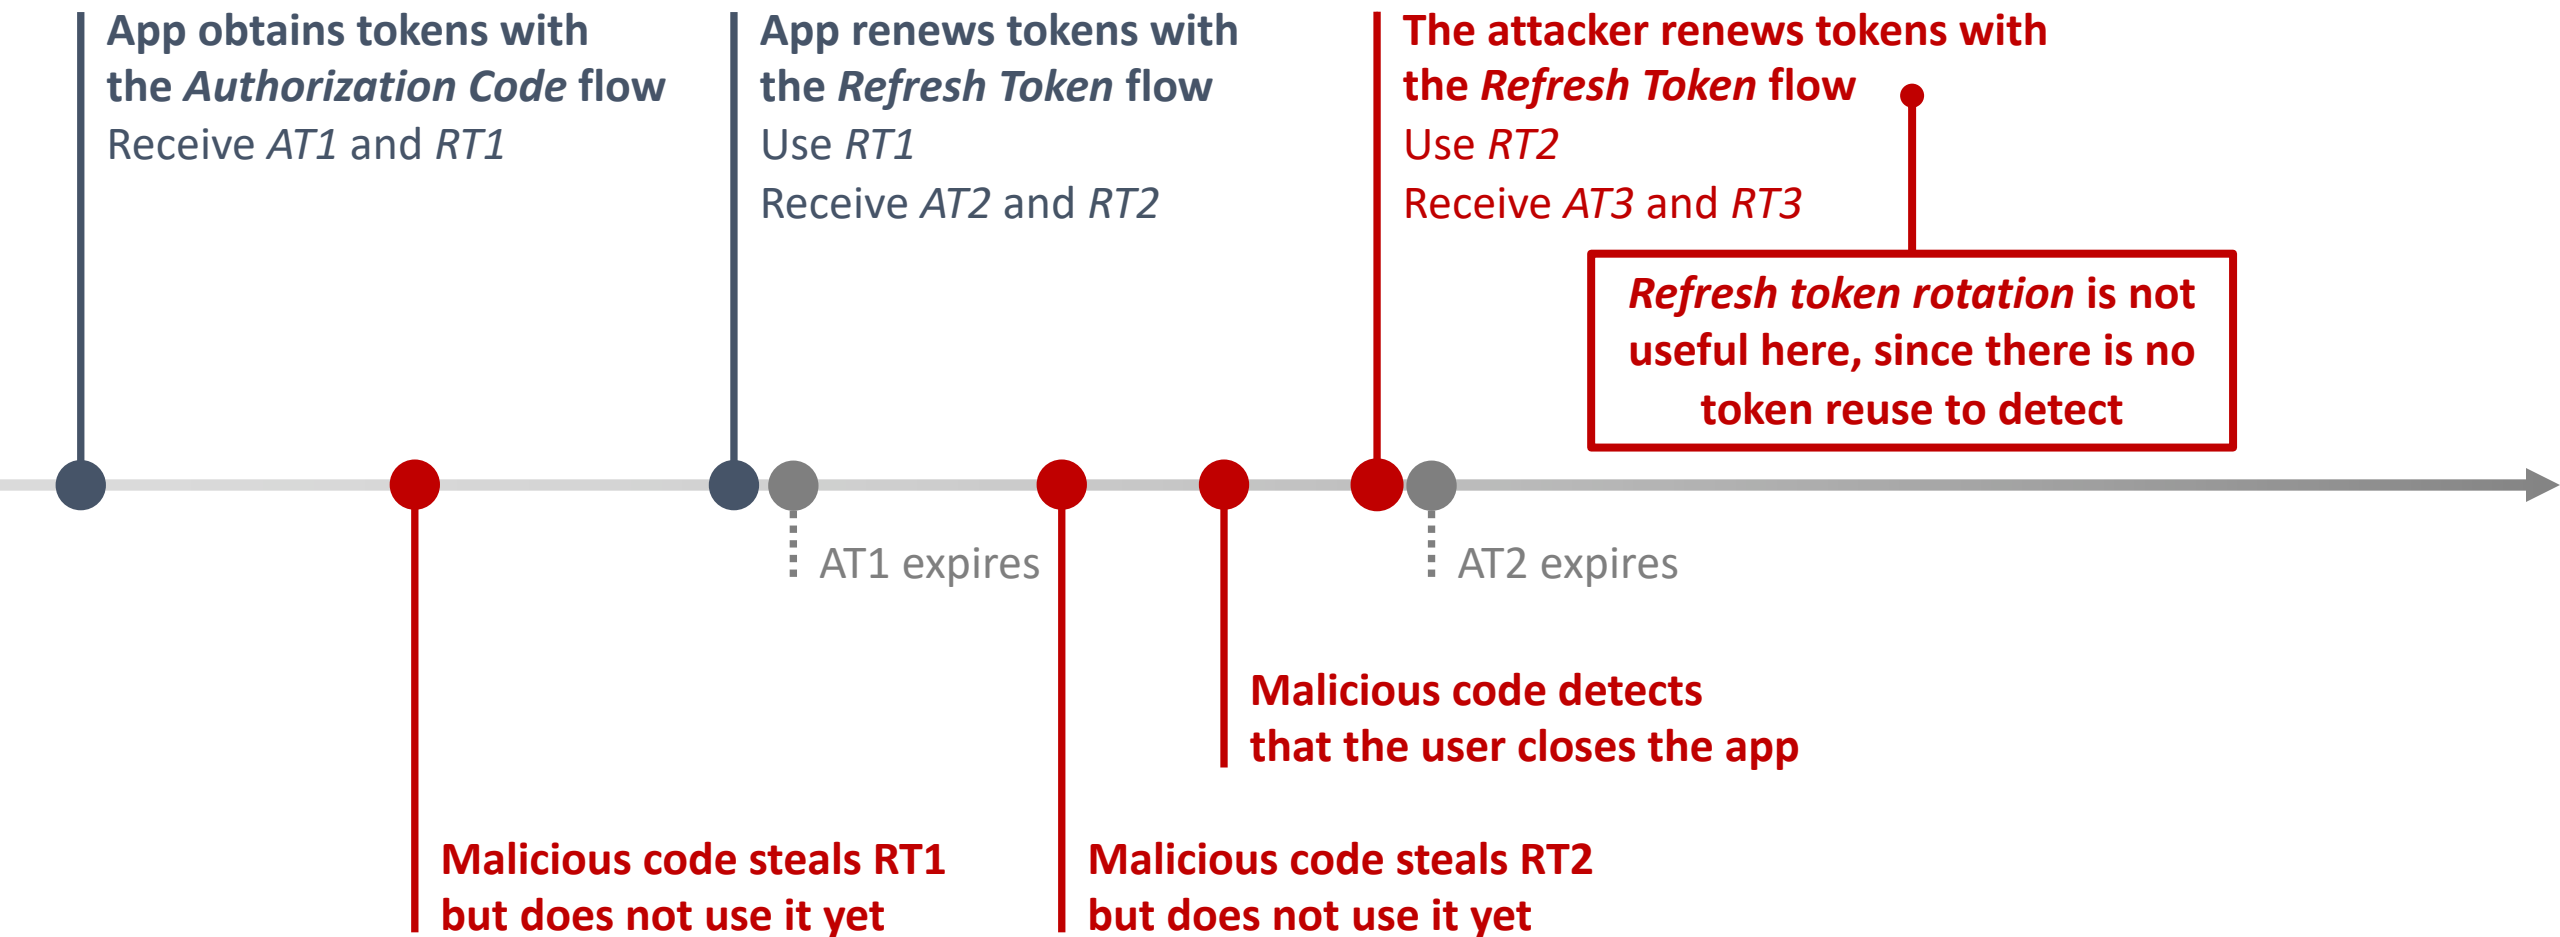 App obtains tokens with
the Authorization Code flow
Receive AT1 and RT1
App renews tokens with
the Refresh Token flow
Use RT1
Receive AT2 and RT2
The attacker renews tokens with
the Refresh Token flow
Use RT2
Receive AT3 and RT3
Refresh token rotation is not
useful here, since there is no
token reuse to detect
AT1 expires
AT2 expires
Malicious code detects
that the user closes the app
Malicious code steals RT1
but does not use it yet
Malicious code steals RT2
but does not use it yet